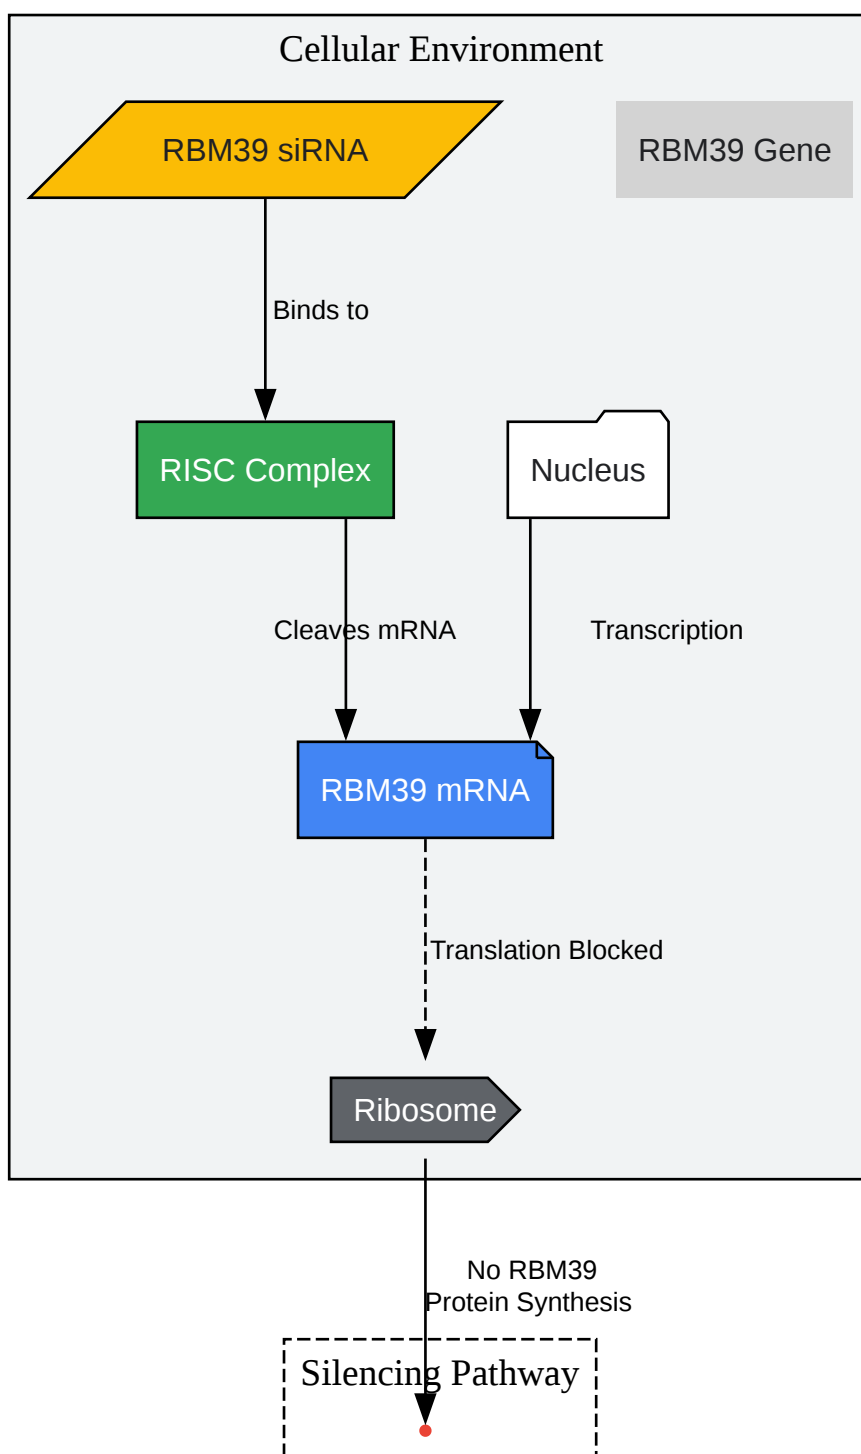 Cellular Environment
RBM39 siRNA
RBM39 Gene
Binds to
RISC Complex
Nucleus
Cleaves mRNA
Transcription
RBM39 mRNA
Translation Blocked
Ribosome
No RBM39
Protein Synthesis
Silencing Pathway